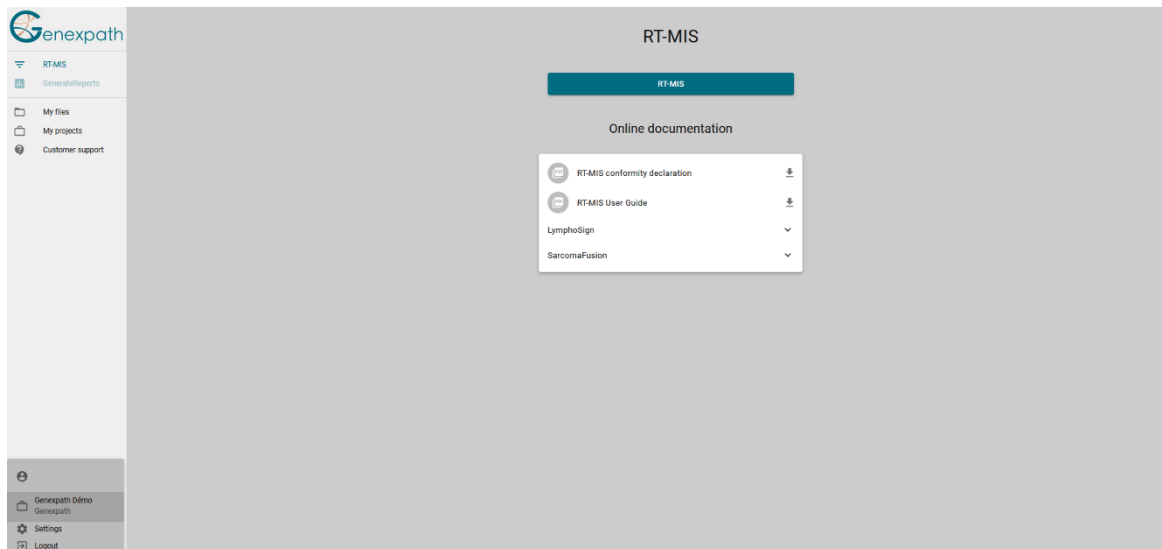 Genexpath
RT-MIS
GenerateReports
My files
My projects
Customer support
Genexpath Démo
Genexpath
Settings
Logout
RT-MIS
RT-MIS
Online documentation
RT-MIS conformity declaration
RT-MIS User Guide
LymphoSign
SarcomaFusion